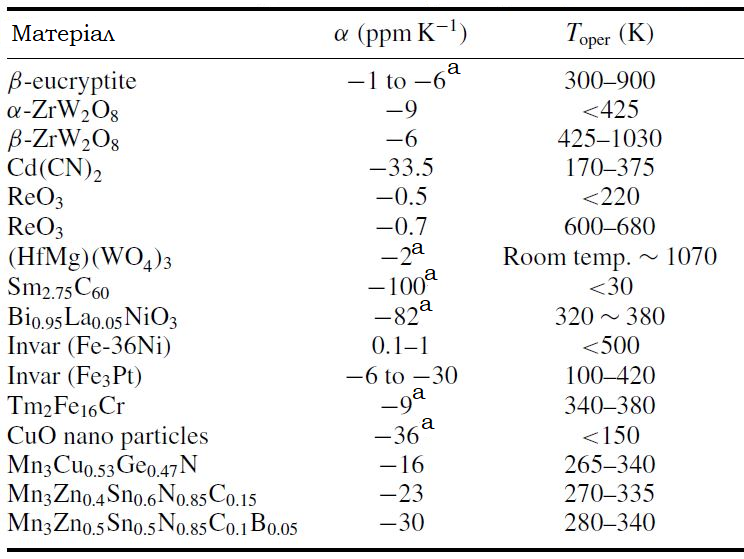 Матеріал α (ppm K⁻¹) Tₒₚₑᵣ (K)
β-eucryptite −1 to −6ᵃ 300–900
α-ZrW₂O₈ −9 <425
β-ZrW₂O₈ −6 425–1030
Cd(CN)₂ −33.5 170–375
ReO₃ −0.5 <220
ReO₃ −0.7 600–680
(HfMg)(WO₄)₃ −2ᵃ Room temp. ∼ 1070
Sm₂.₇₅C₆₀ −100ᵃ <30
Bi₀.₉₅La₀.₀₅NiO₃ −82ᵃ 320 ∼ 380
Invar (Fe-36Ni) 0.1–1 <500
Invar (Fe₃Pt) −6 to −30 100–420
Tm₂Fe₁₆Cr −9ᵃ 340–380
CuO nano particles −36ᵃ <150
Mn₃Cu₀.₅₃Ge₀.₄₇N −16 265–340
Mn₃Zn₀.₄Sn₀.₆N₀.₈₅C₀.₁₅ −23 270–335
Mn₃Zn₀.₅Sn₀.₅N₀.₈₅C₀.₁B₀.₀₅ −30 280–340